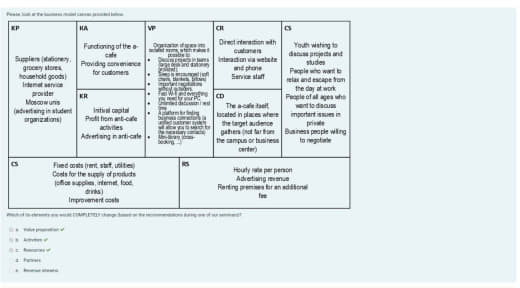 Please look at the business model canvas provided below.
KP
Suppliers (stationery,
grocery stores,
household goods)
Internet service
provider
Moscow unis
(advertising in student
organizations)
KA
Functioning of the a-
cafe
Providing convenience
for customers
KR
Initival capital
Profit from anti-cafe
activities
Advertising in anti-cafe
VP
Organization of space into
isolated rooms, which makes it
possible to
Discuss projects in teams
(large desk and stationery
provided)
Sleep is encouraged (soft
chairs, blankets, pillows)
Important negotiations
without outsiders
Fast Wi-fi and everything
you need for your PC
Unlimited discussion / rest
time
A platform for finding
business connections (a
unified customer system
will allow you to search for
the necessary contacts)
Mini-library (cross-
booking, ...)
CR
Direct interaction with
customers
Interaction via website
and phone
Service staff
CD
The a-cafe itself,
located in places where
the target audience
gathers (not far from
the campus or business
center)
CS
Youth wishing to
discuss projects and
studies
People who want to
relax and escape from
the day at work
People of all ages who
want to discuss
important issues in
private
Business people willing
to negotiate
CS
Fixed costs (rent, staff, utilities)
Costs for the supply of products
(office supplies, internet, food,
drinks)
Improvement costs
RS
Hourly rate per person
Advertising revenue
Renting premises for an additional
fee
Which of its elements you would COMPLETELY change (based on the recommendations during one of our seminars)?
a. Value proposition ✓
b. Activities ✓
c. Resources ✓
d. Partners
e. Revenue streams